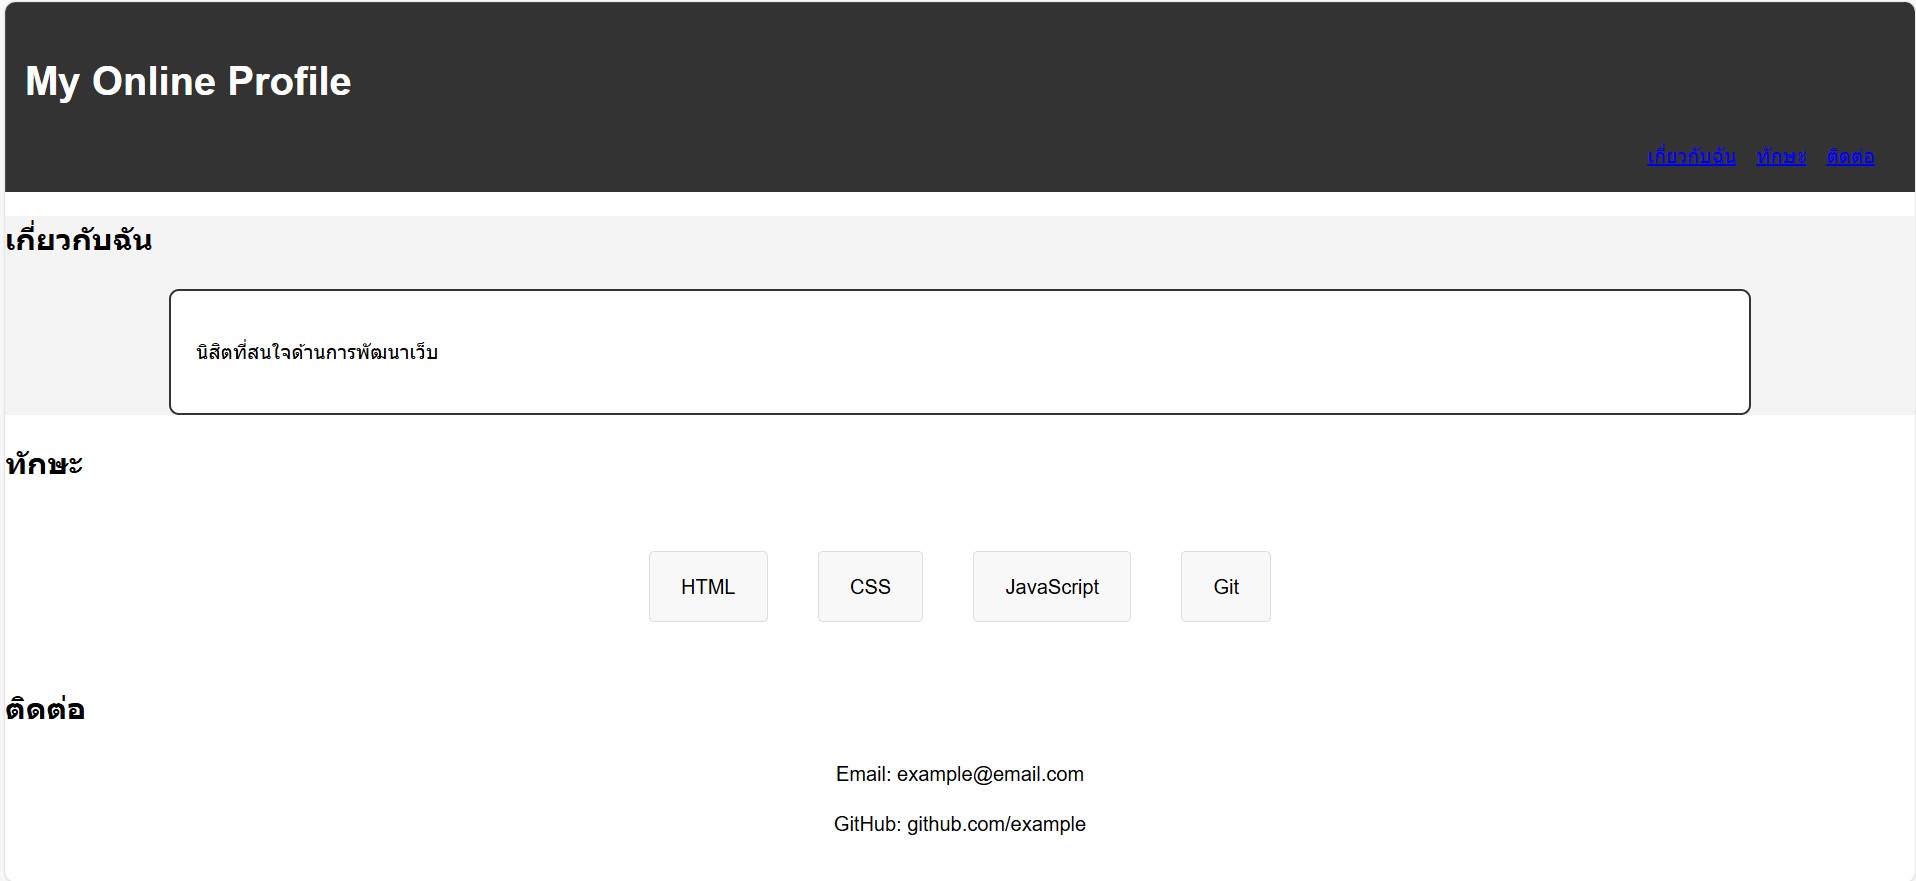 My Online Profile
เกี่ยวกับฉัน ทักษะ ติดต่อ
เกี่ยวกับฉัน
นิสิตที่สนใจด้านการพัฒนาเว็บ
ทักษะ
HTML CSS JavaScript Git
ติดต่อ
Email: example@email.com
GitHub: github.com/example